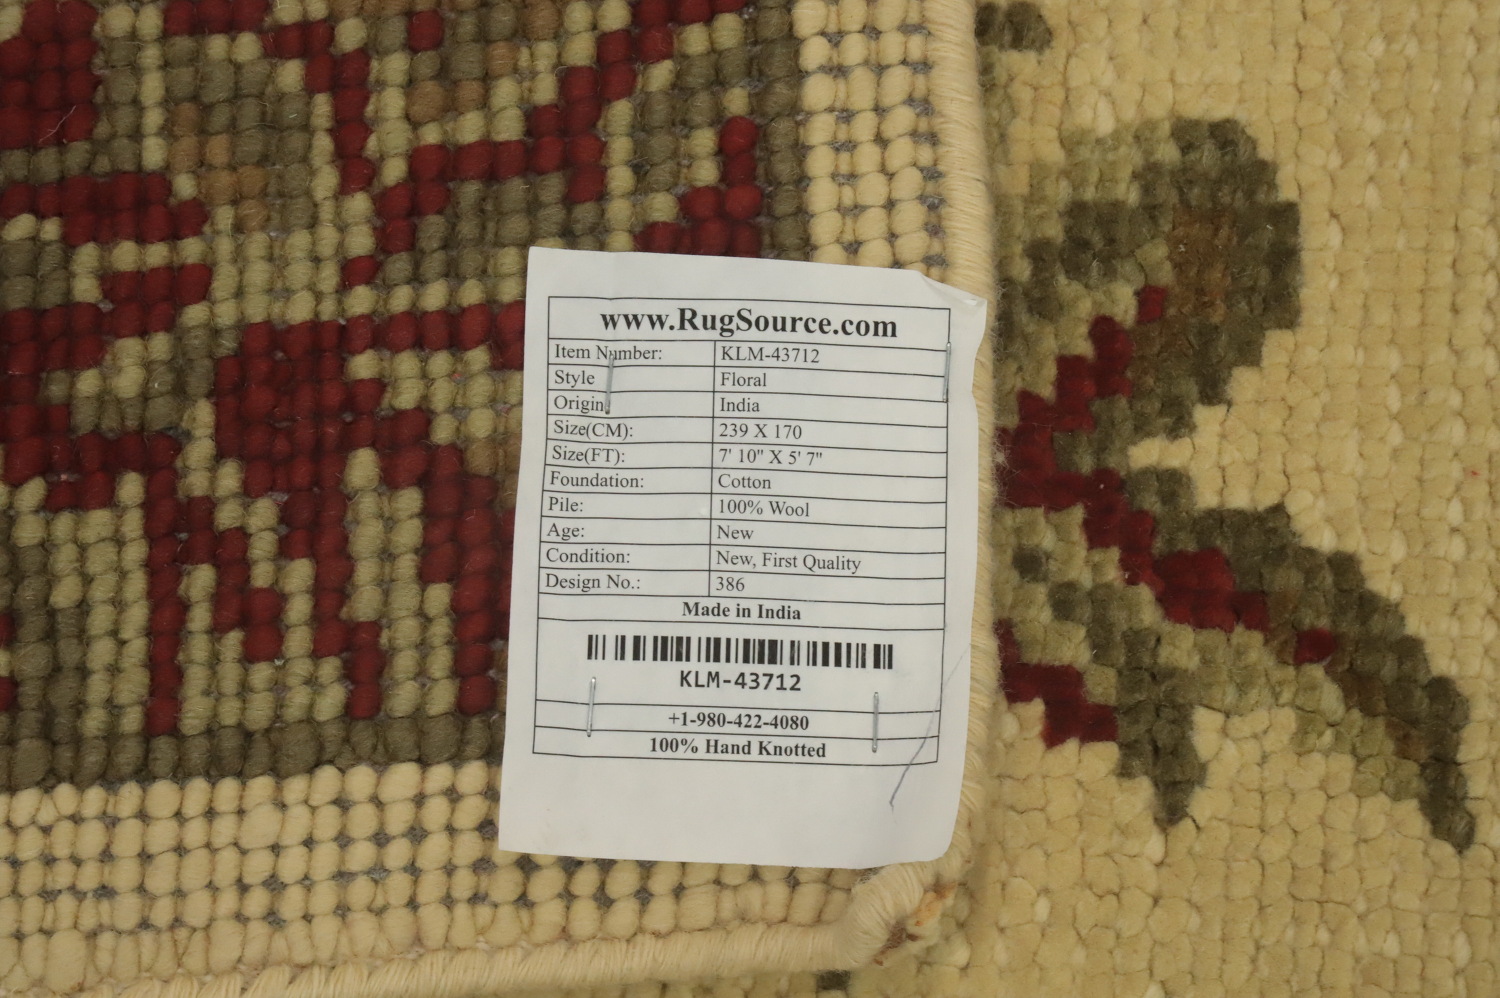 www.RugSource.com
Item Number: KLM-43712
Style Floral
Origin: India
Size(CM): 239 X 170
Size(FT): 7' 10" X 5' 7"
Foundation: Cotton
Pile: 100% Wool
Age: New
Condition: New, First Quality
Design No.: 386
Made in India
KLM-43712
+1-980-422-4080
100% Hand Knotted